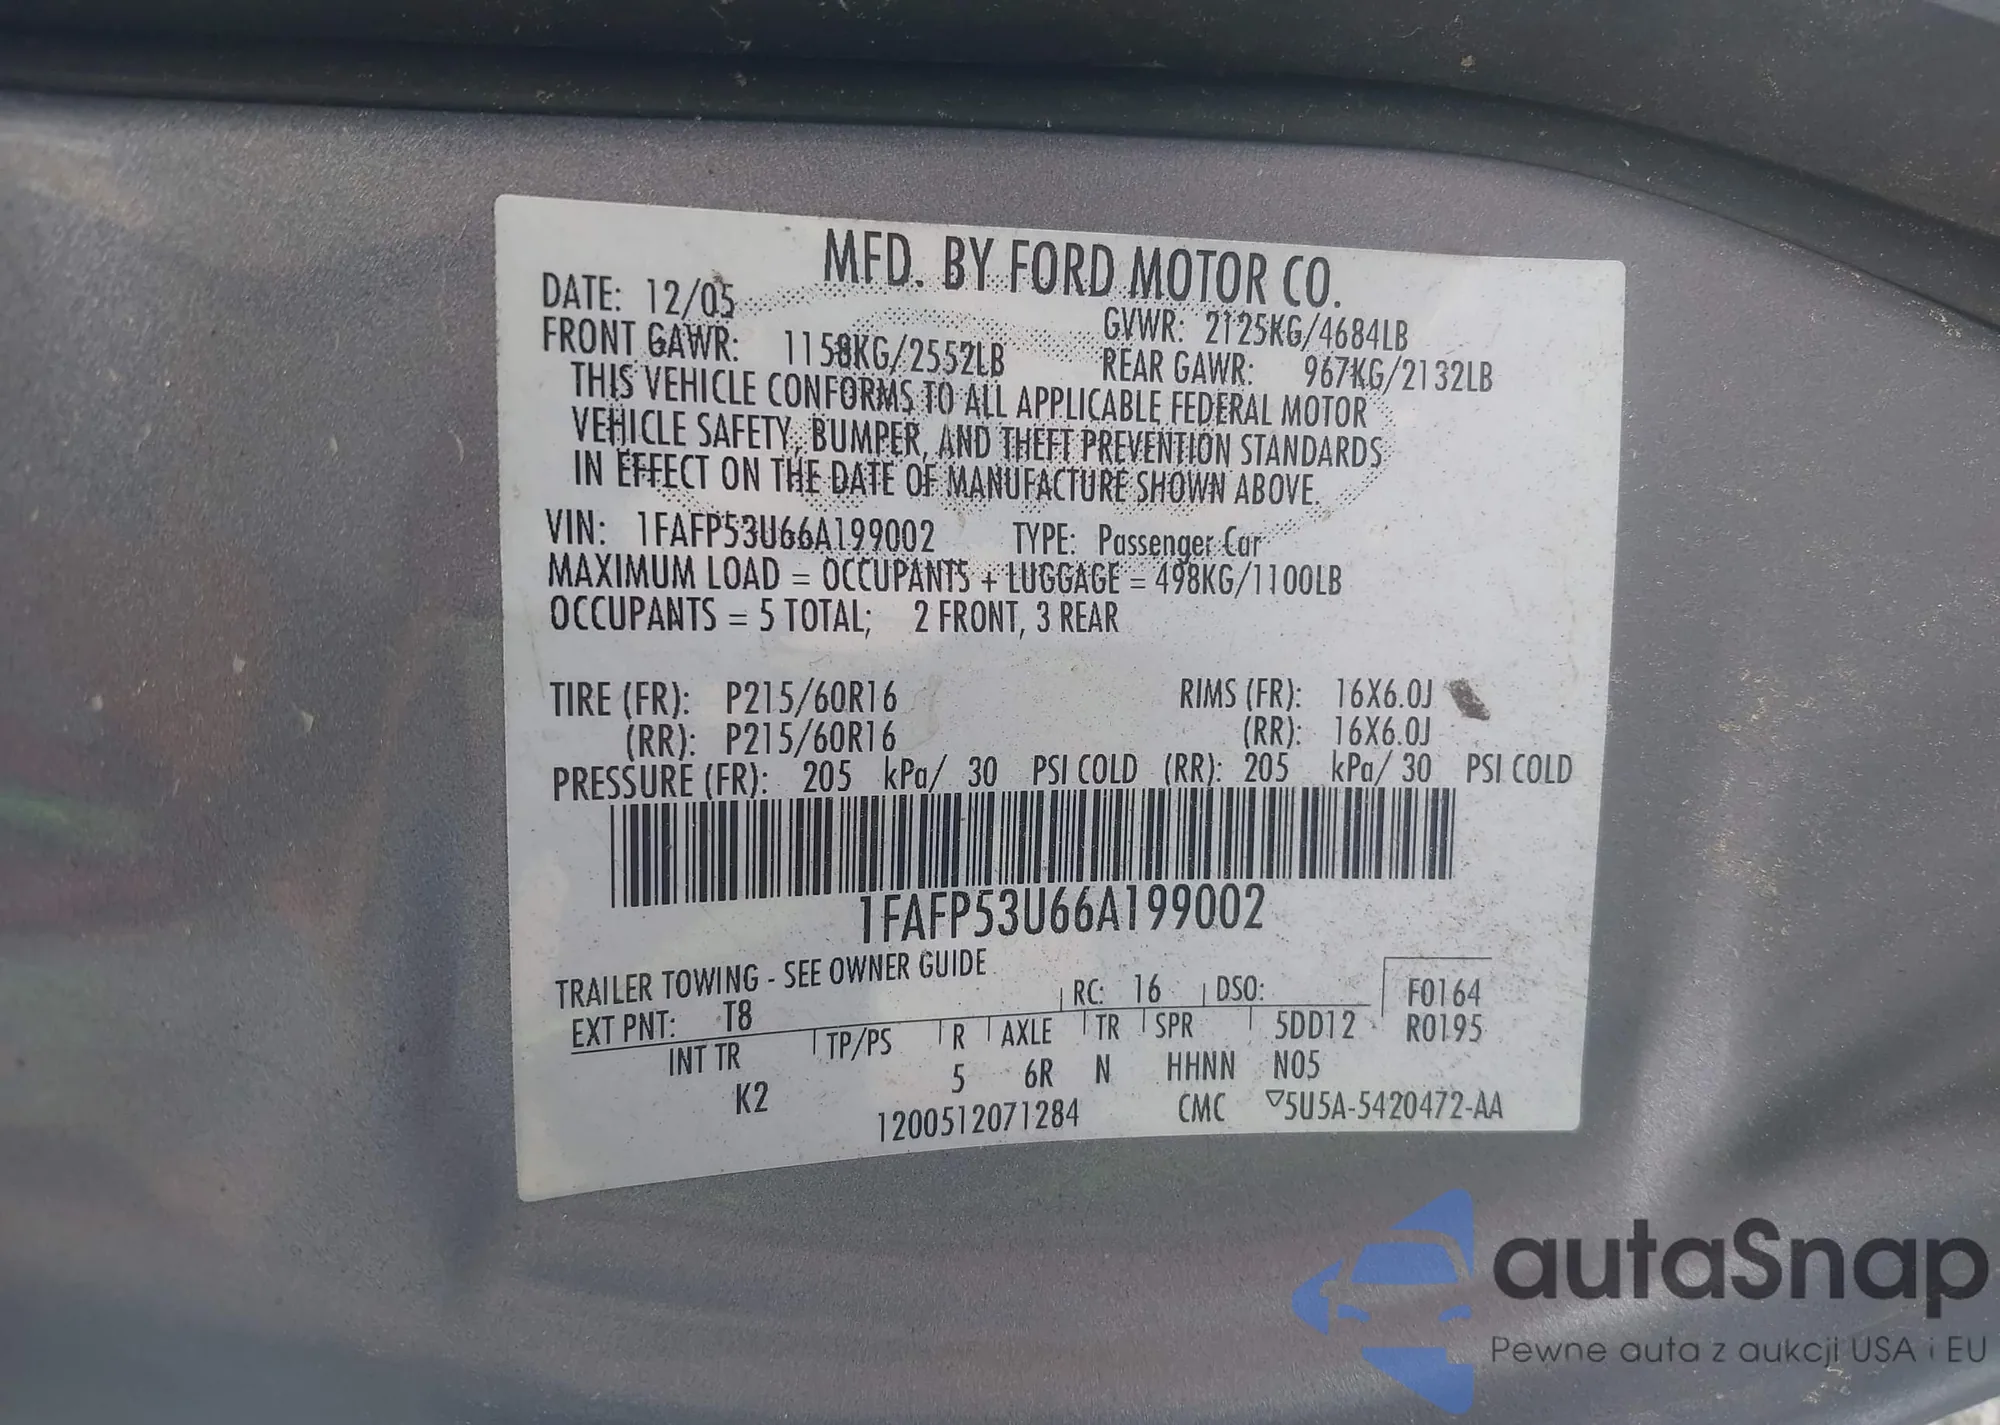 MFD. BY FORD MOTOR CO.
DATE: 12/05
GVWR: 2125KG/4684LB
FRONT GAWR: 1158KG/2552LB
REAR GAWR: 967KG/2132LB
THIS VEHICLE CONFORMS TO ALL APPLICABLE FEDERAL MOTOR
VEHICLE SAFETY, BUMPER, AND THEFT PREVENTION STANDARDS
IN EFFECT ON THE DATE OF MANUFACTURE SHOWN ABOVE.
VIN: 1FAFP53U66A199002 TYPE: Passenger Car
MAXIMUM LOAD = OCCUPANTS + LUGGAGE = 498KG/1100LB
OCCUPANTS = 5 TOTAL; 2 FRONT, 3 REAR
TIRE (FR): P215/60R16 RIMS (FR): 16X6.0J
(RR): P215/60R16 (RR): 16X6.0J
PRESSURE (FR): 205 kPa/ 30 PSI COLD (RR): 205 kPa/ 30 PSI COLD
1FAFP53U66A199002
TRAILER TOWING - SEE OWNER GUIDE
EXT PNT: T8 RC: 16 DSO: F0164
INT TR TP/PS R AXLE TR SPR 5DD12 R0195
K2 5 6R N HHNN N05
1200512071284 CMC ▽5U5A-5420472-AA
autaSnap
Pewne auta z aukcji USA i EU